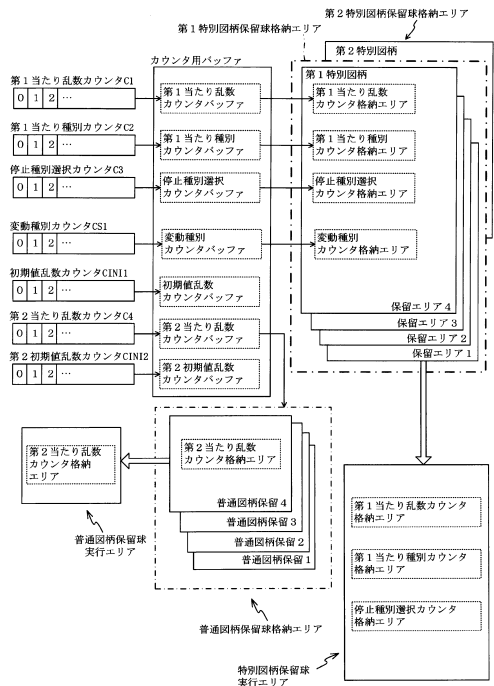 第２特別図柄保留球格納エリア
第１特別図柄保留球格納エリア
第２特別図柄
カウンタ用バッファ
第１特別図柄
第１当たり乱数カウンタC1
0 1 2 …
第１当たり乱数
カウンタバッファ
第１当たり乱数
カウンタ格納エリア
第１当たり種別カウンタC2
0 1 2 …
第１当たり種別
カウンタバッファ
第１当たり種別
カウンタ格納エリア
停止種別選択カウンタC3
0 1 2 …
停止種別選択
カウンタバッファ
停止種別選択
カウンタ格納エリア
変動種別カウンタCS1
0 1 2 …
変動種別
カウンタバッファ
変動種別
カウンタ格納エリア
初期値乱数カウンタCINI1
0 1 2 …
初期値乱数
カウンタバッファ
第２当たり乱数カウンタC4
0 1 2 …
第２当たり乱数
カウンタバッファ
第２初期値乱数カウンタCINI2
0 1 2 …
第２初期値乱数
カウンタバッファ
保留エリア４
保留エリア３
保留エリア２
保留エリア１
第２当たり乱数
カウンタ格納
エリア
普通図柄保留球
実行エリア
第２当たり乱数
カウンタ格納エリア
普通図柄保留４
普通図柄保留３
普通図柄保留２
普通図柄保留１
普通図柄保留球格納エリア
第１当たり乱数カウンタ
格納エリア
第１当たり種別カウンタ
格納エリア
停止種別選択カウンタ
格納エリア
特別図柄保留球
実行エリア